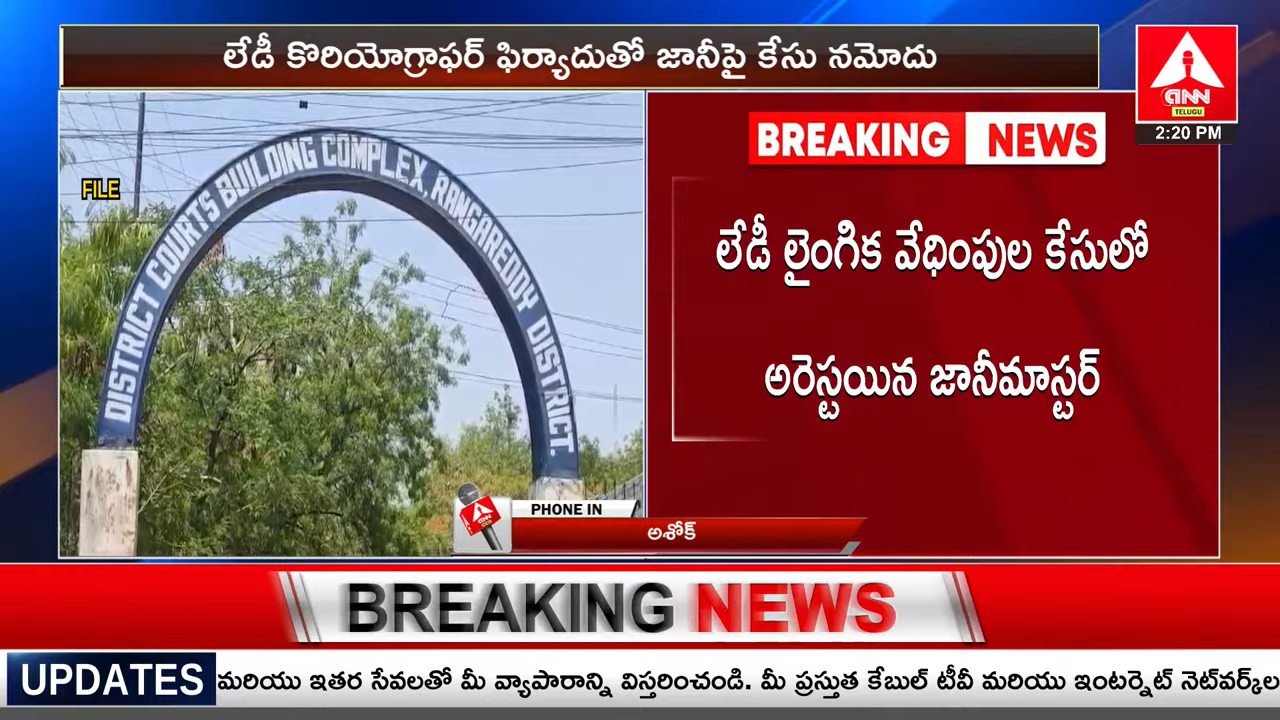 లేడీ కొరియోగ్రాఫర్ ఫిర్యాదుతో జానీపై కేసు నమోదు
ANN
TELUGU
2:20 PM
FILE
DISTRICT COURTS BUILDING COMPLEX, RANGAREDDY DISTRICT.
BREAKING NEWS
లేడీ లైంగిక వేధింపుల కేసులో
అరెస్టయిన జానీమాస్టర్
PHONE IN
అశోక్
BREAKING NEWS
UPDATES మరియు ఇతర సేవలతో మీ వ్యాపారాన్ని విస్తరించండి. మీ ప్రస్తుత కేబుల్ టీవీ మరియు ఇంటర్నెట్ నెట్‌వర్క్‌ల